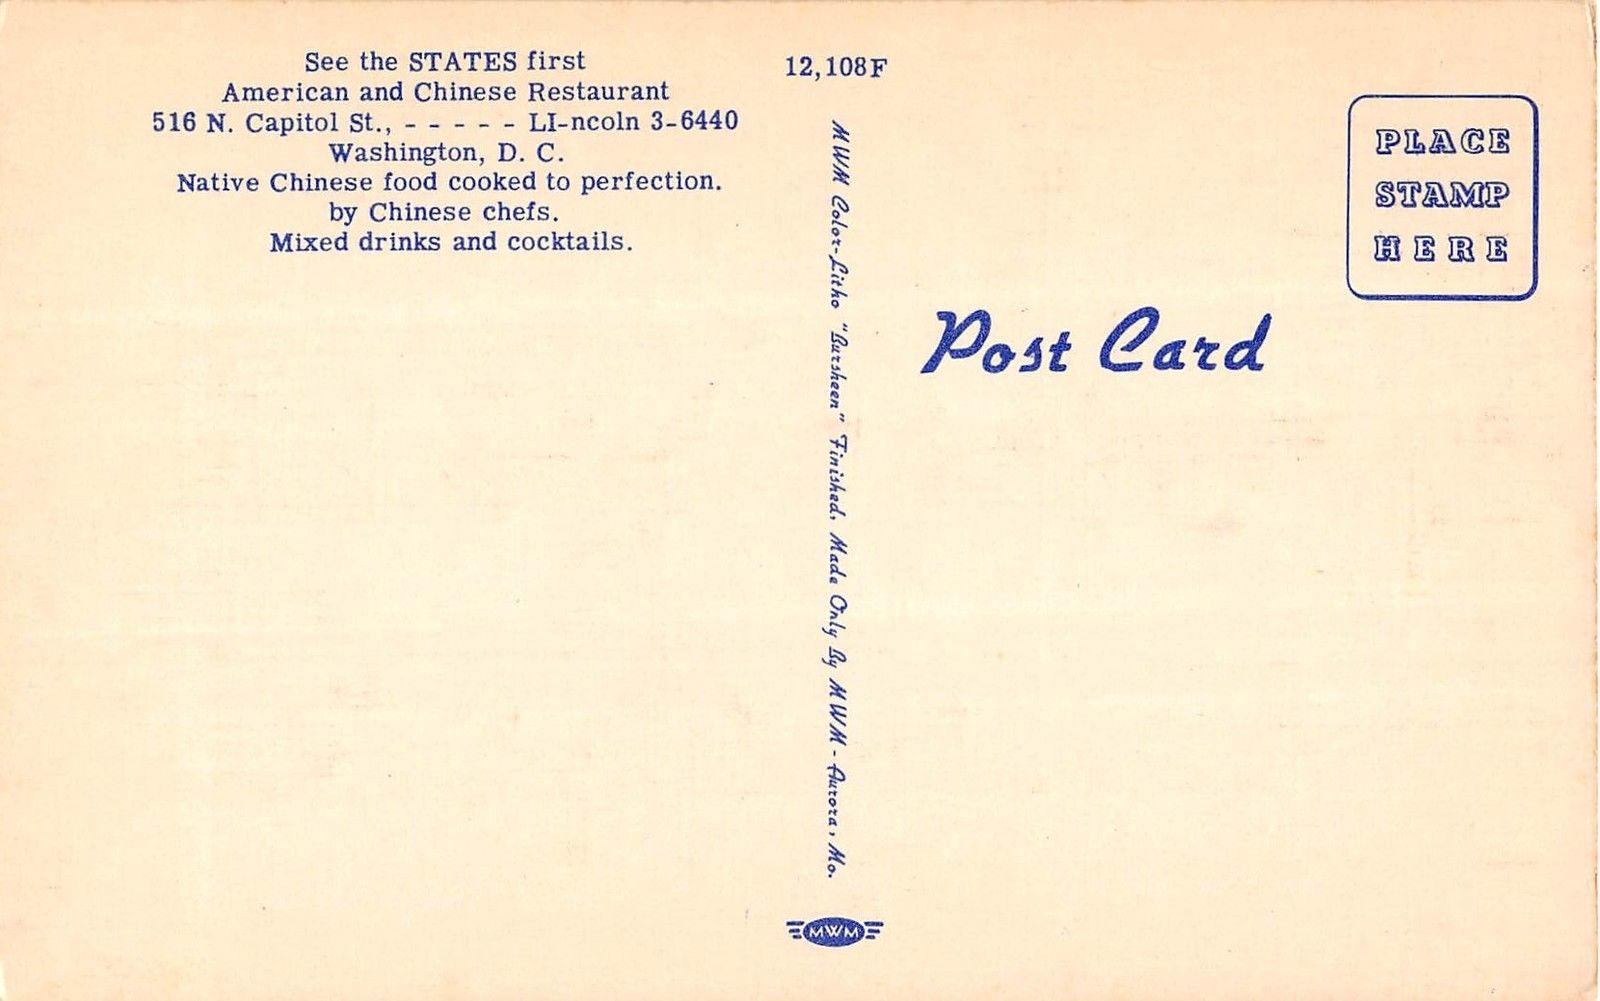 See the STATES first
American and Chinese Restaurant
516 N. Capitol St., - - - - - LI-ncoln 3-6440
Washington, D. C.
Native Chinese food cooked to perfection.
by Chinese chefs.
Mixed drinks and cocktails.
12,108F
MWM Color-Litho "Bursheen" Finished, Made Only By MWM - Aurora, Mo.
MWM
Post Card
PLACE
STAMP
HERE